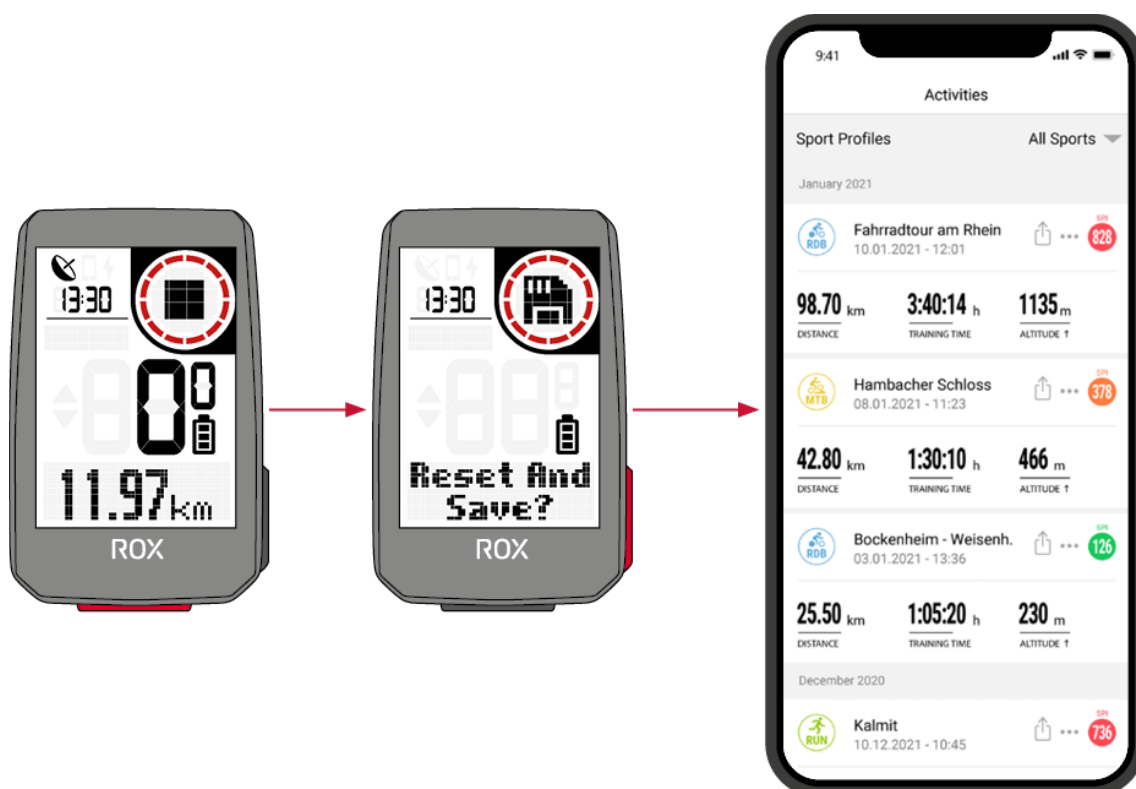 13:30
00
11.97km
ROX
13:30
Reset And
Save?
ROX
9:41
Activities
Sport Profiles
All Sports
January 2021
RDB
Fahrradtour am Rhein
10.01.2021 - 12:01
SPI
828
98.70 km
3:40:14 h
1135 m
DISTANCE
TRAINING TIME
ALTITUDE ↑
MTB
Hambacher Schloss
08.01.2021 - 11:23
SPI
378
42.80 km
1:30:10 h
466 m
DISTANCE
TRAINING TIME
ALTITUDE ↑
RDB
Bockenheim - Weisenh.
03.01.2021 - 13:36
SPI
126
25.50 km
1:05:20 h
230 m
DISTANCE
TRAINING TIME
ALTITUDE ↑
December 2020
RUN
Kalmit
10.12.2021 - 10:45
SPI
736